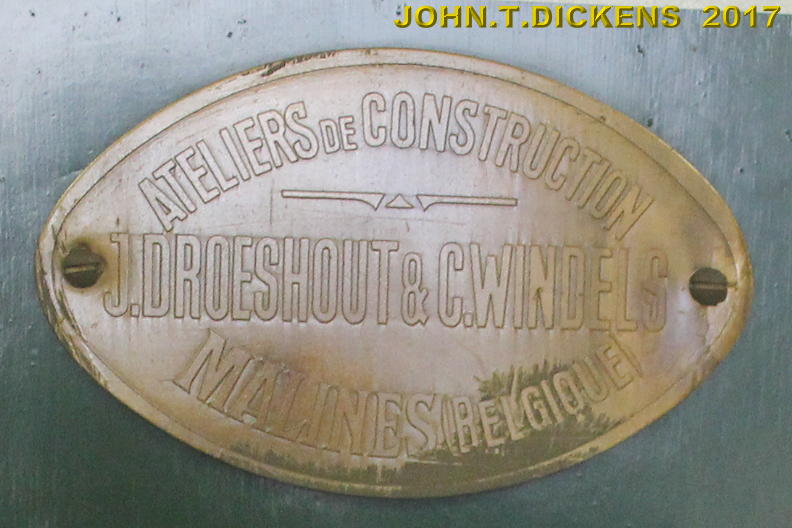 JOHN.T.DICKENS 2017
ATELIERS DE CONSTRUCTION
J.DROESHOUT & C.WINDELS
MALINES (BELGIQUE)